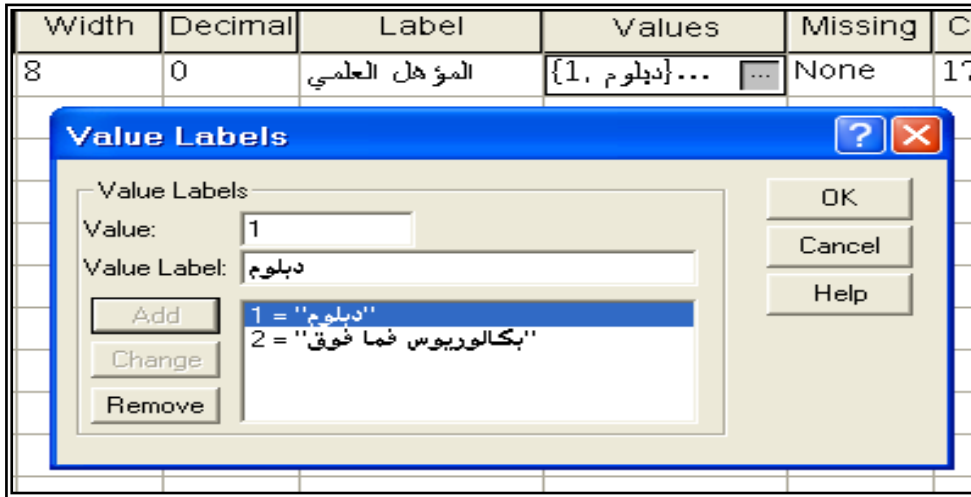 Width Decimal Label Values Missing C
8 0 المؤهل العلمي {1, دبلوم}... ... None
Value Labels
Value Labels
Value: 1
Value Label: دبلوم
Add
Change
Remove
1 = "دبلوم"
2 = "بكالوريوس فما فوق"
OK
Cancel
Help